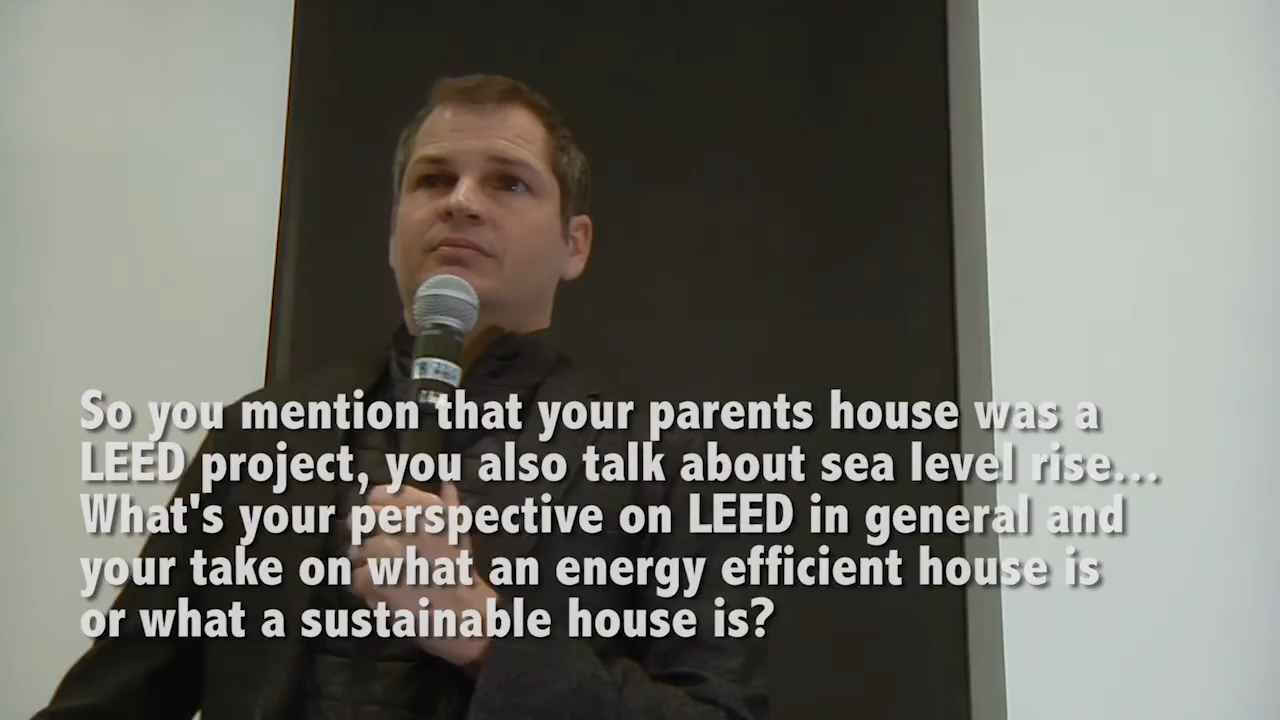 So you mention that your parents house was a
LEED project, you also talk about sea level rise...
What's your perspective on LEED in general and
your take on what an energy efficient house is
or what a sustainable house is?